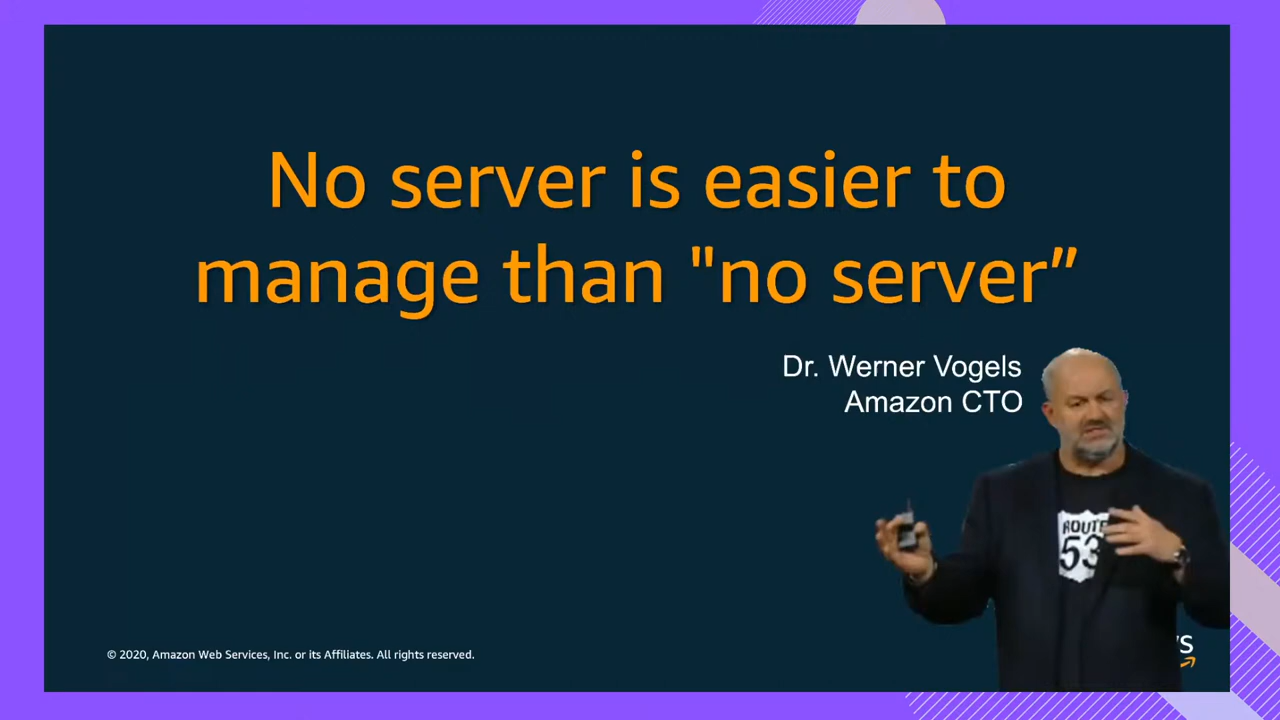 No server is easier to
manage than "no server”
Dr. Werner Vogels
Amazon CTO
ROUTE
53
© 2020, Amazon Web Services, Inc. or its Affiliates. All rights reserved.